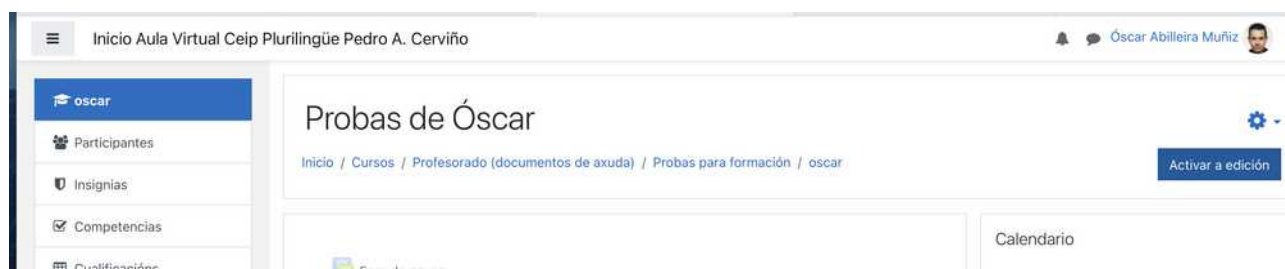 Inicio Aula Virtual Ceip Plurilingüe Pedro A. Cerviño
Óscar Abilleira Muñiz
oscar
Participantes
Insignias
Competencias
Cualificacións
Probas de Óscar
Inicio / Cursos / Profesorado (documentos de axuda) / Probas para formación / oscar
Activar a edición
Calendario